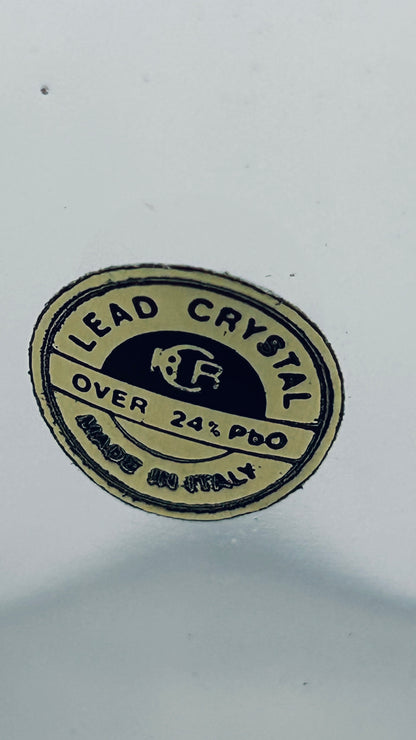 LEAD CRYSTAL
OVER 24% PbO
MADE IN ITALY